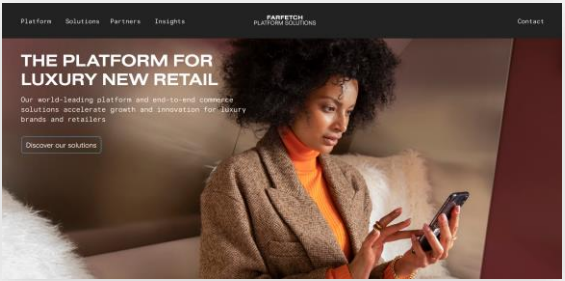 Platform Solutions Partners Insights
FARFETCH
PLATFORM SOLUTIONS
Contact
THE PLATFORM FOR
LUXURY NEW RETAIL
Our world-leading platform and end-to-end commerce
solutions accelerate growth and innovation for luxury
brands and retailers
Discover our solutions